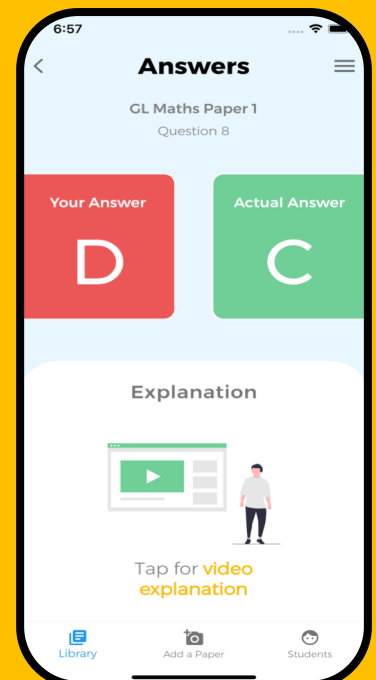 6:57
Answers
GL Maths Paper 1
Question 8
Your Answer
Actual Answer
D
C
Explanation
Tap for video
explanation
Library
Add a Paper
Students